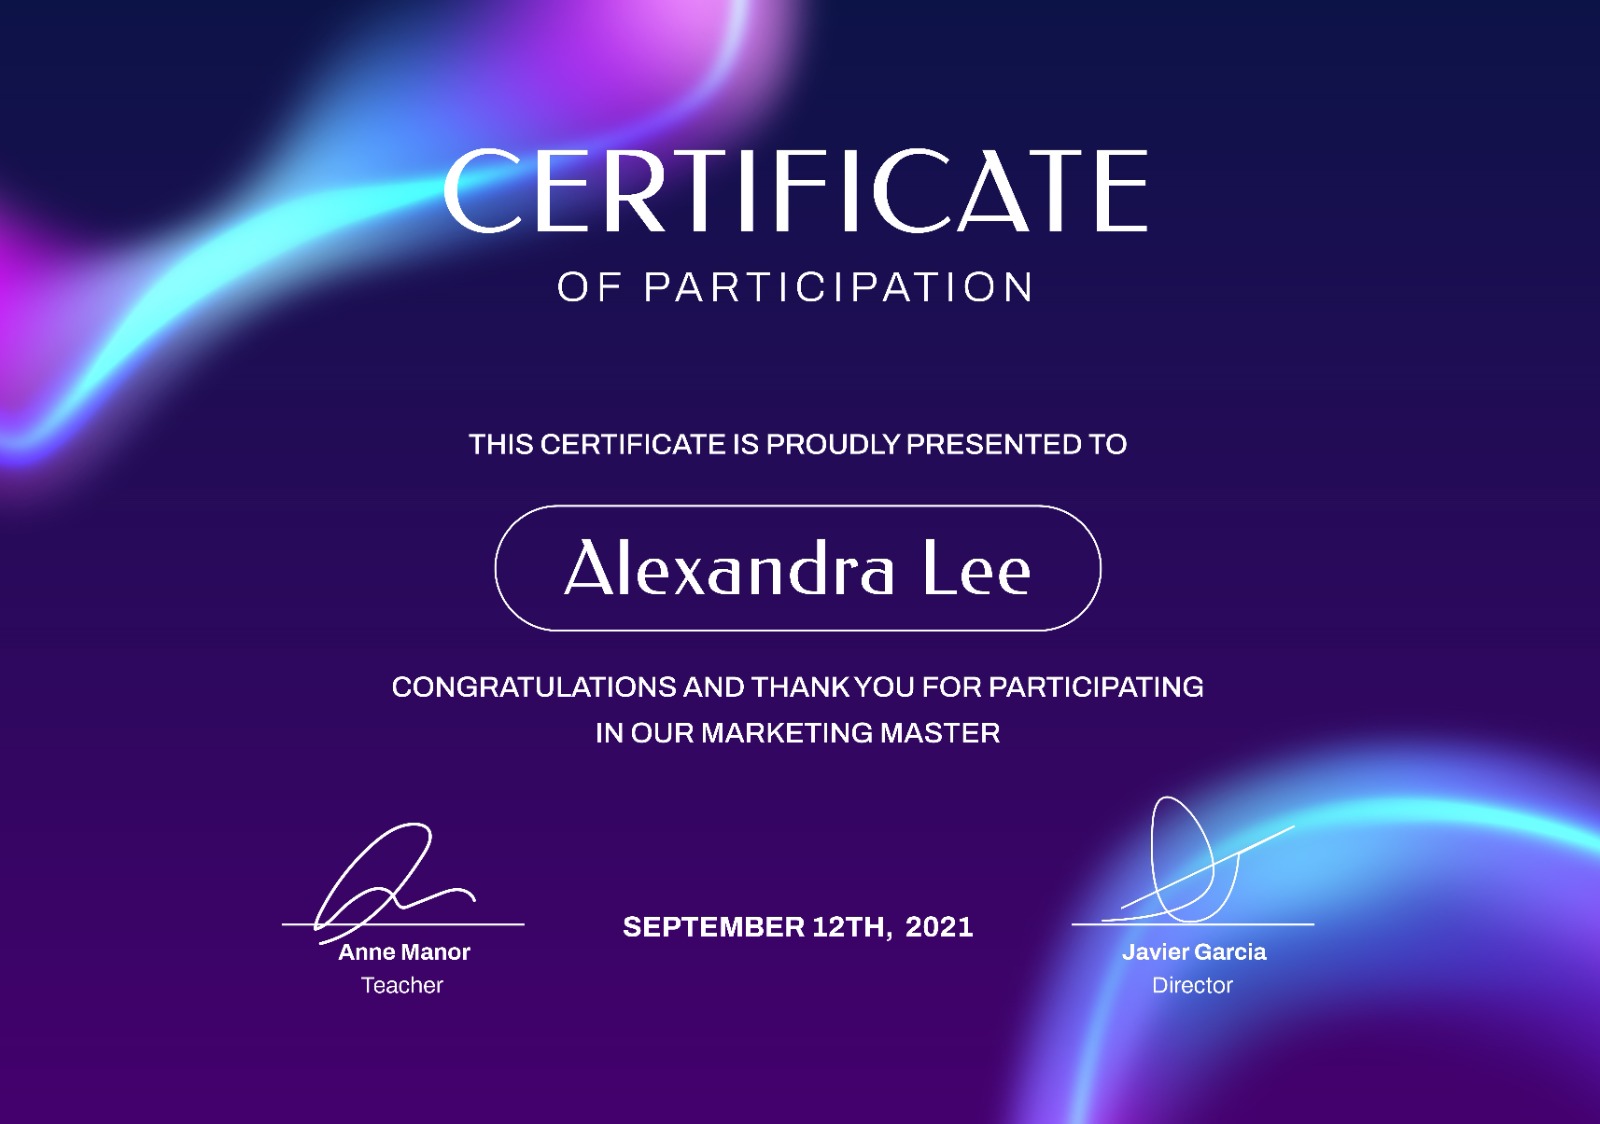 CERTIFICATE
OF PARTICIPATION
THIS CERTIFICATE IS PROUDLY PRESENTED TO
Alexandra Lee
CONGRATULATIONS AND THANK YOU FOR PARTICIPATING
IN OUR MARKETING MASTER
SEPTEMBER 12TH, 2021
Anne Manor
Teacher
Javier Garcia
Director